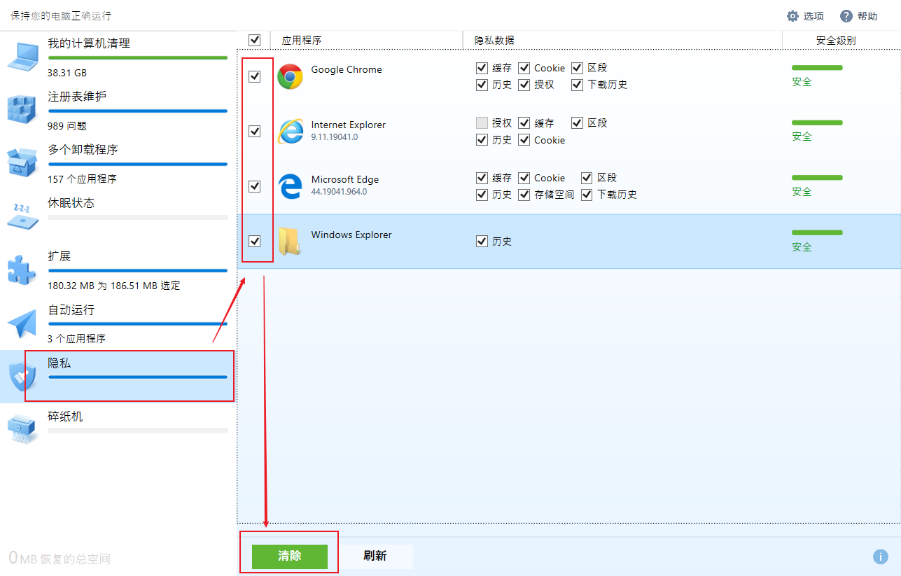 保持您的电脑正确运行
选项
帮助
我的计算机清理
38.31 GB
注册表维护
989 问题
多个卸载程序
157 个应用程序
休眠状态
扩展
180.32 MB 为 186.51 MB 选定
自动运行
3 个应用程序
隐私
碎纸机
0 MB 恢复的总空间
应用程序 隐私数据 安全级别
Google Chrome
缓存 Cookie 区段
历史 授权 下载历史
安全
Internet Explorer
9.11.19041.0
授权 缓存 区段
历史 Cookie
安全
Microsoft Edge
44.19041.964.0
缓存 Cookie 区段
历史 存储空间 下载历史
安全
Windows Explorer
历史
安全
清除 刷新